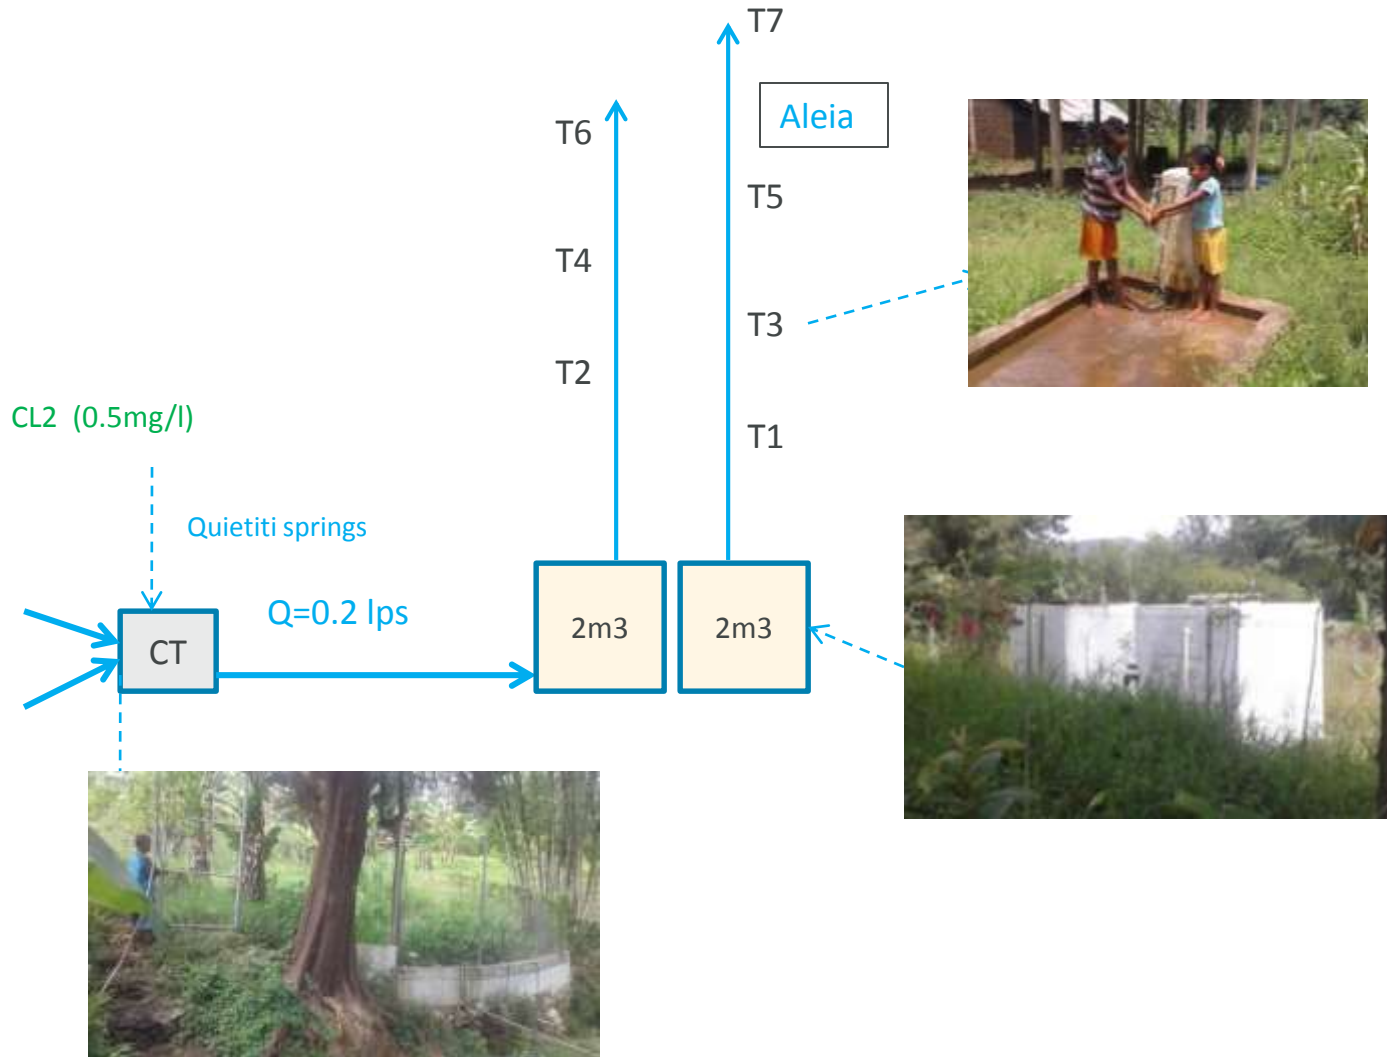 T7
Aleia
T6
T5
T4
T3
T2
T1
CL2  (0.5mg/l)
Quietiti springs
Q=0.2 lps
CT
2m3
2m3